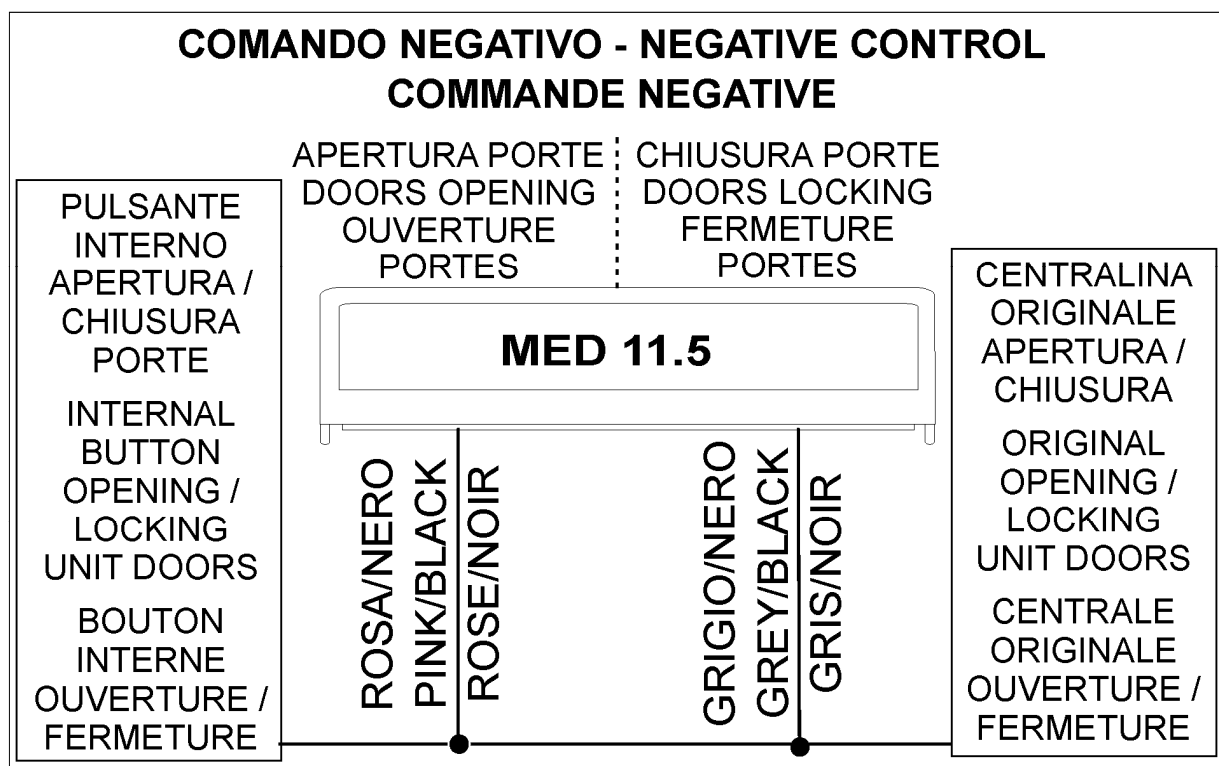 COMANDO NEGATIVO - NEGATIVE CONTROL
COMMANDE NEGATIVE
APERTURA PORTE
DOORS OPENING
OUVERTURE
PORTES
CHIUSURA PORTE
DOORS LOCKING
FERMETURE
PORTES
PULSANTE
INTERNO
APERTURA /
CHIUSURA
PORTE
INTERNAL
BUTTON
OPENING /
LOCKING
UNIT DOORS
BOUTON
INTERNE
OUVERTURE /
FERMETURE
MED 11.5
ROSA/NERO
PINK/BLACK
ROSE/NOIR
GRIGIO/NERO
GREY/BLACK
GRIS/NOIR
CENTRALINA
ORIGINALE
APERTURA /
CHIUSURA
ORIGINAL
OPENING /
LOCKING
UNIT DOORS
CENTRALE
ORIGINALE
OUVERTURE /
FERMETURE